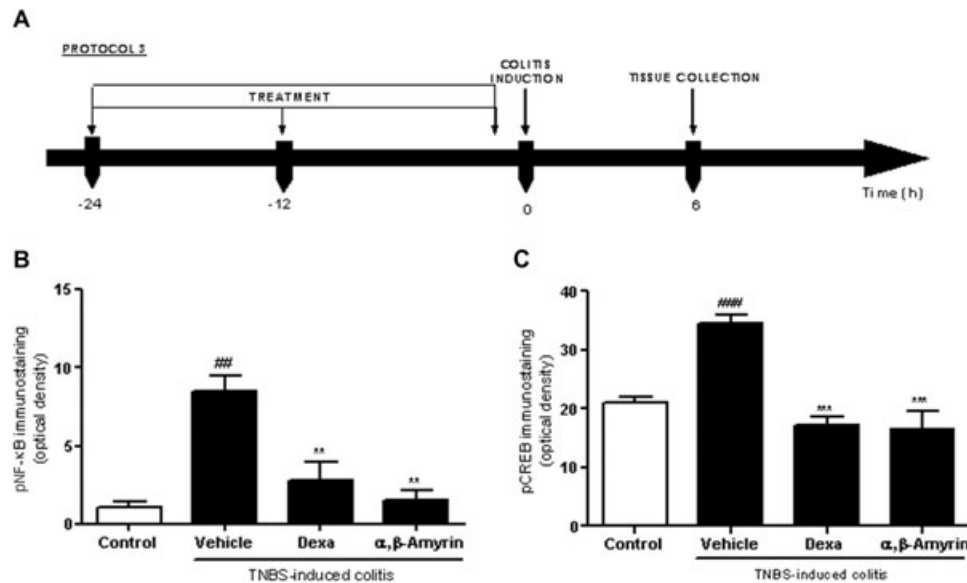 A
PROTOCOL 3
COLITIS
INDUCTION
TISSUE COLLECTION
TREATMENT
-24
-12
0
6
Time (h)
B
pNF-κB immunostaining
(optical density)
15
10
5
0
##
**
**
Control
Vehicle
Dexa
α,β-Amyrin
TNBS-induced colitis
C
pCREB immunostaining
(optical density)
40
30
20
10
0
###
***
***
Control
Vehicle
Dexa
α,β-Amyrin
TNBS-induced colitis